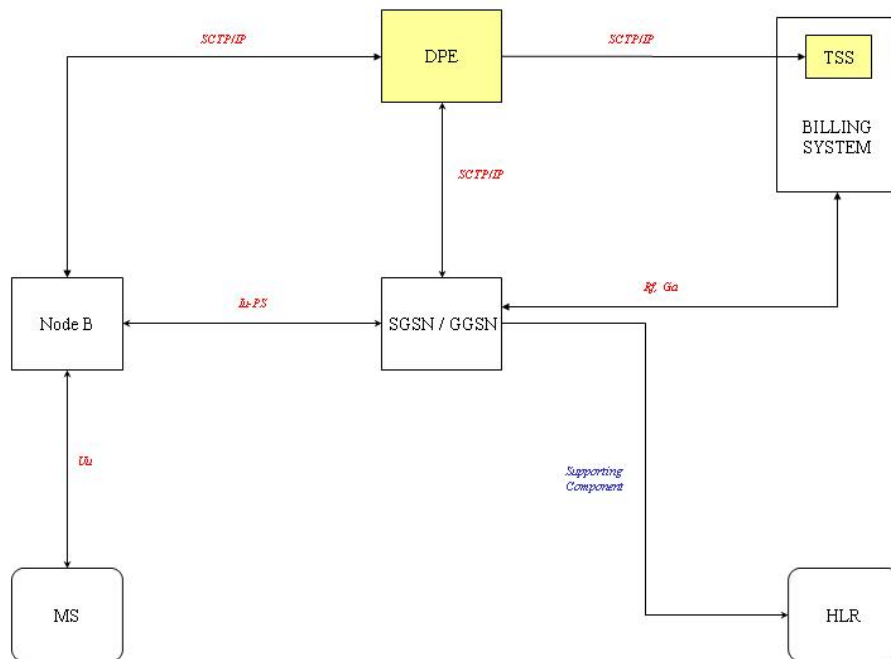 SCTP/IP
DPE
SCTP/IP
TSS
BILLING
SYSTEM
SCTP/IP
Rf, Ga
Iu-PS
Node B
SGSN / GGSN
Uu
Supporting
Component
MS
HLR